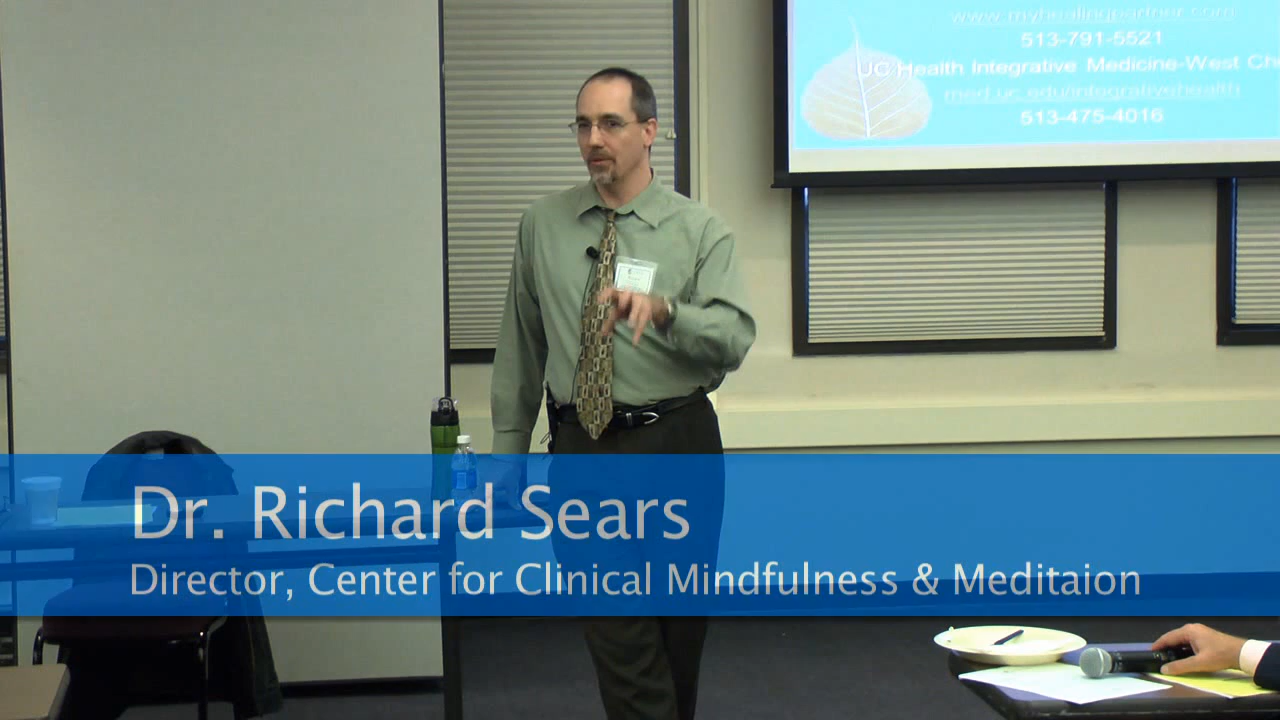 www.myhealingpartner.com
513-791-5521
UC Health Integrative Medicine-West Che
med.uc.edu/integrativehealth
513-475-4016
Dr. Richard Sears
Director, Center for Clinical Mindfulness & Meditaion